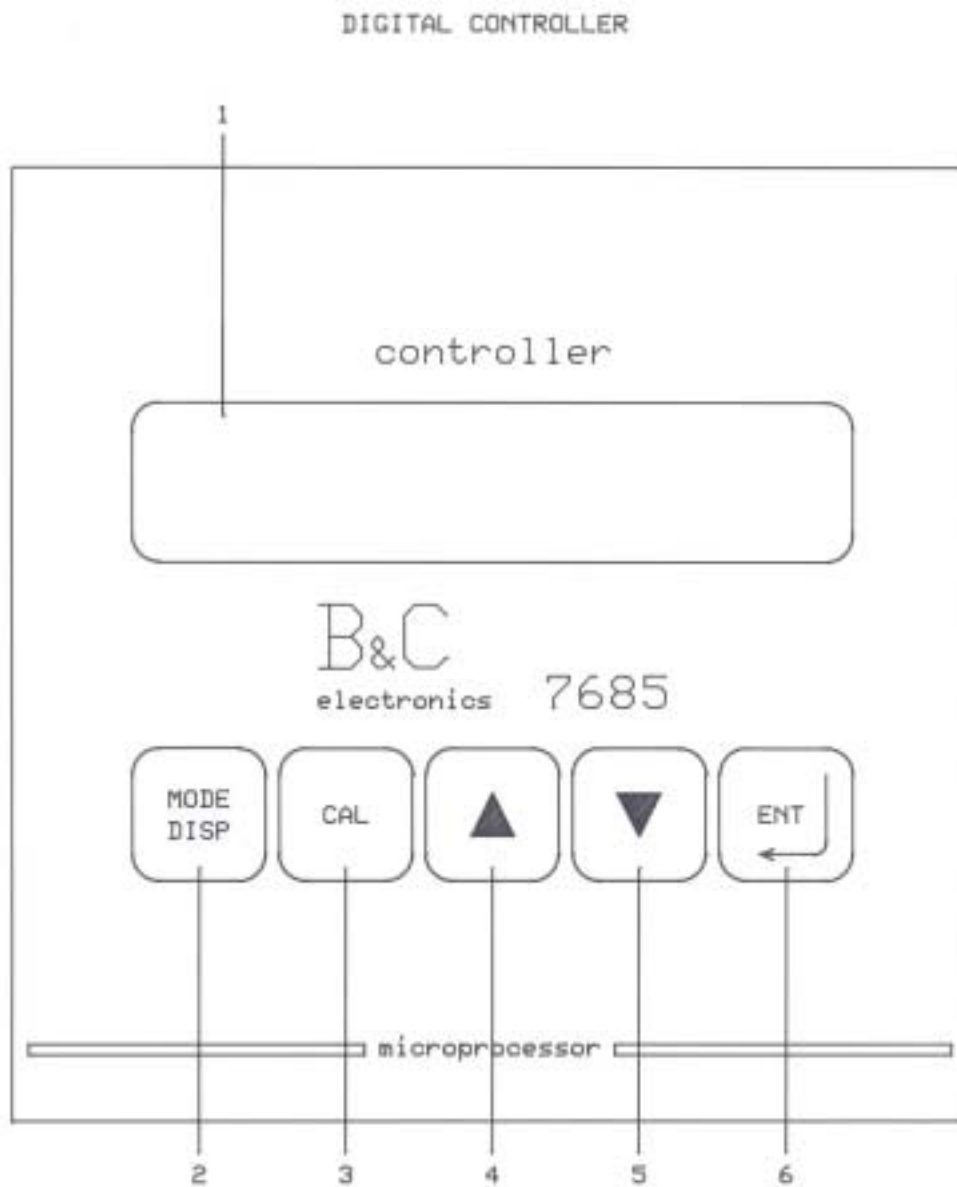 DIGITAL CONTROLLER
1
controller
B&C
electronics 7685
MODE
DISP
CAL
ENT
microprocessor
2 3 4 5 6